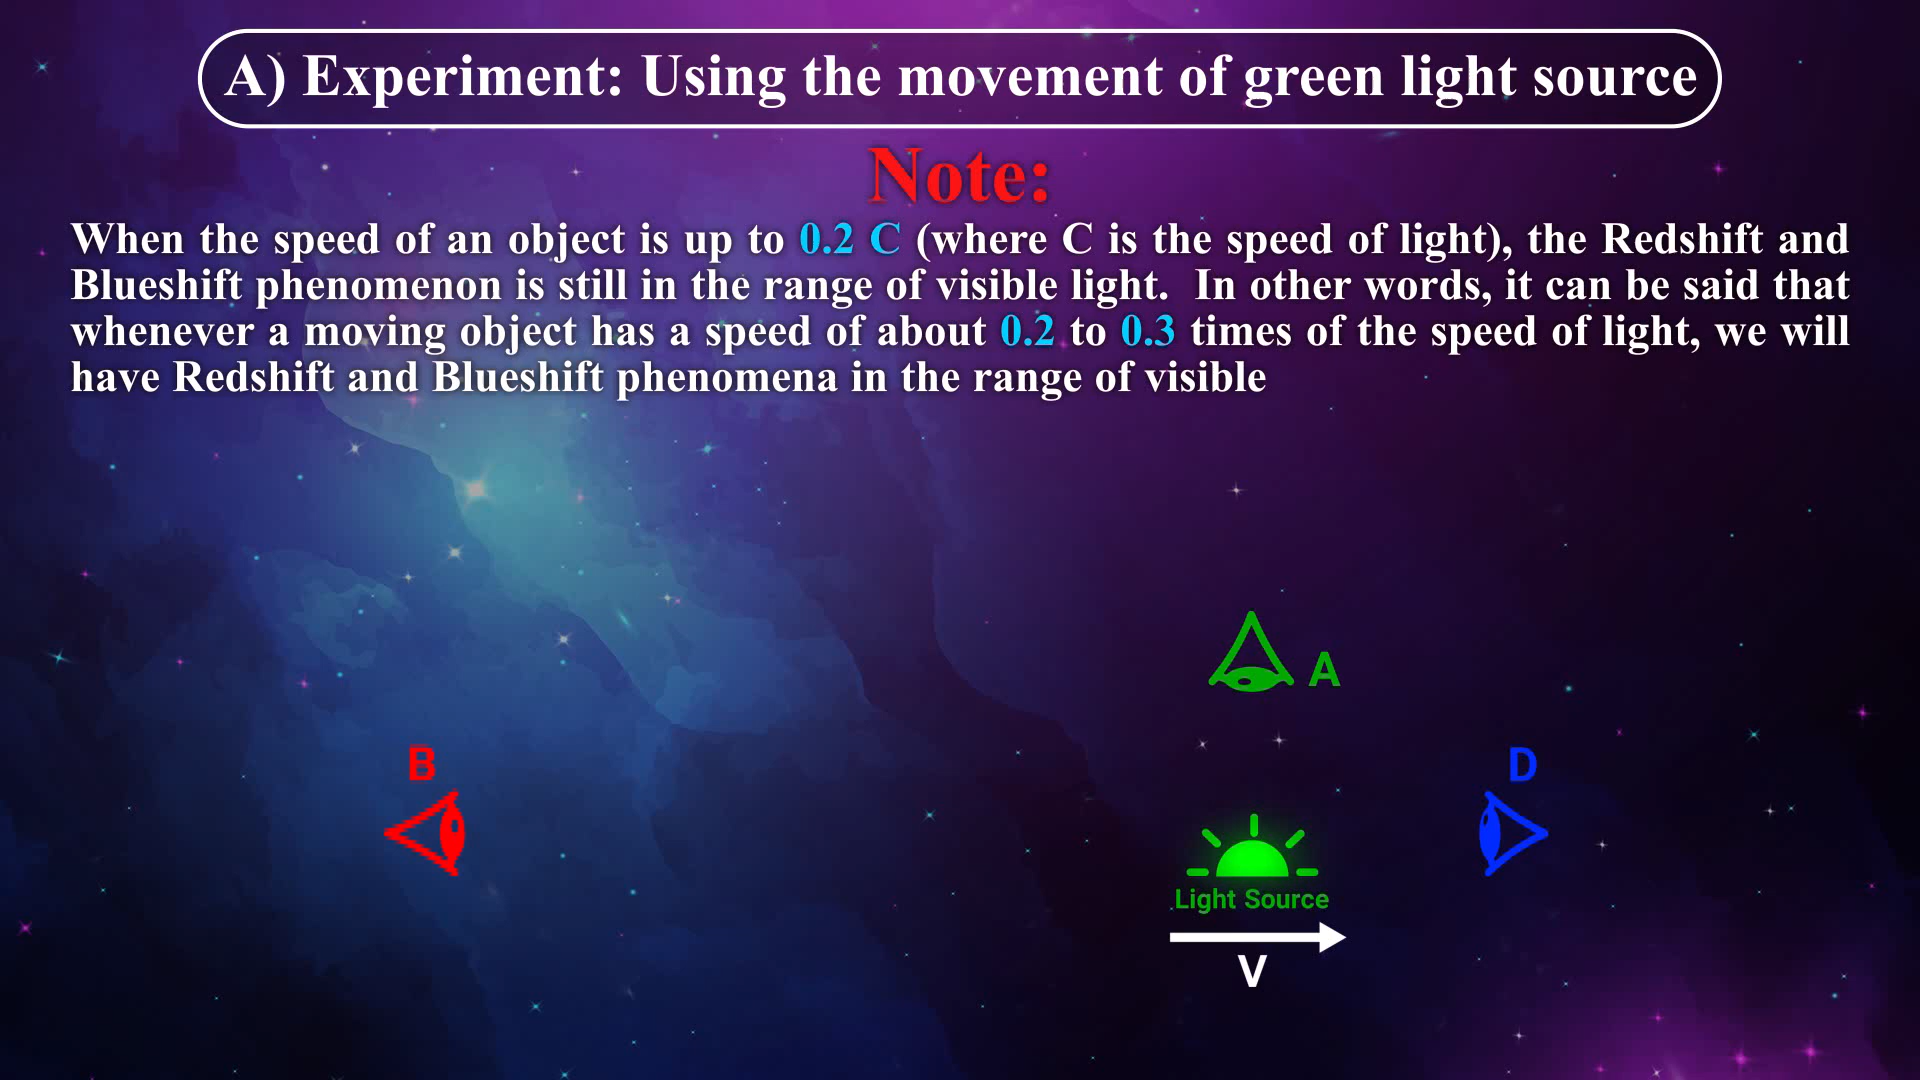 A) Experiment: Using the movement of green light source
Note:
When the speed of an object is up to 0.2 C (where C is the speed of light), the Redshift and
Blueshift phenomenon is still in the range of visible light. In other words, it can be said that
whenever a moving object has a speed of about 0.2 to 0.3 times of the speed of light, we will
have Redshift and Blueshift phenomena in the range of visible
A
B
D
Light Source
V